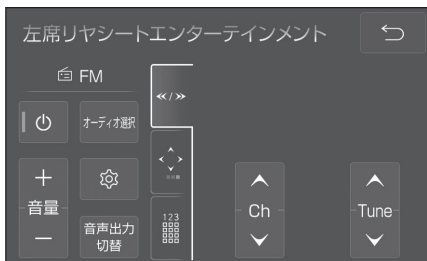 左席リヤシートエンターテインメント
FM
オーディオ選択
+
音量
-
音声出力
切替
≪/≫
123
Ch
Tune